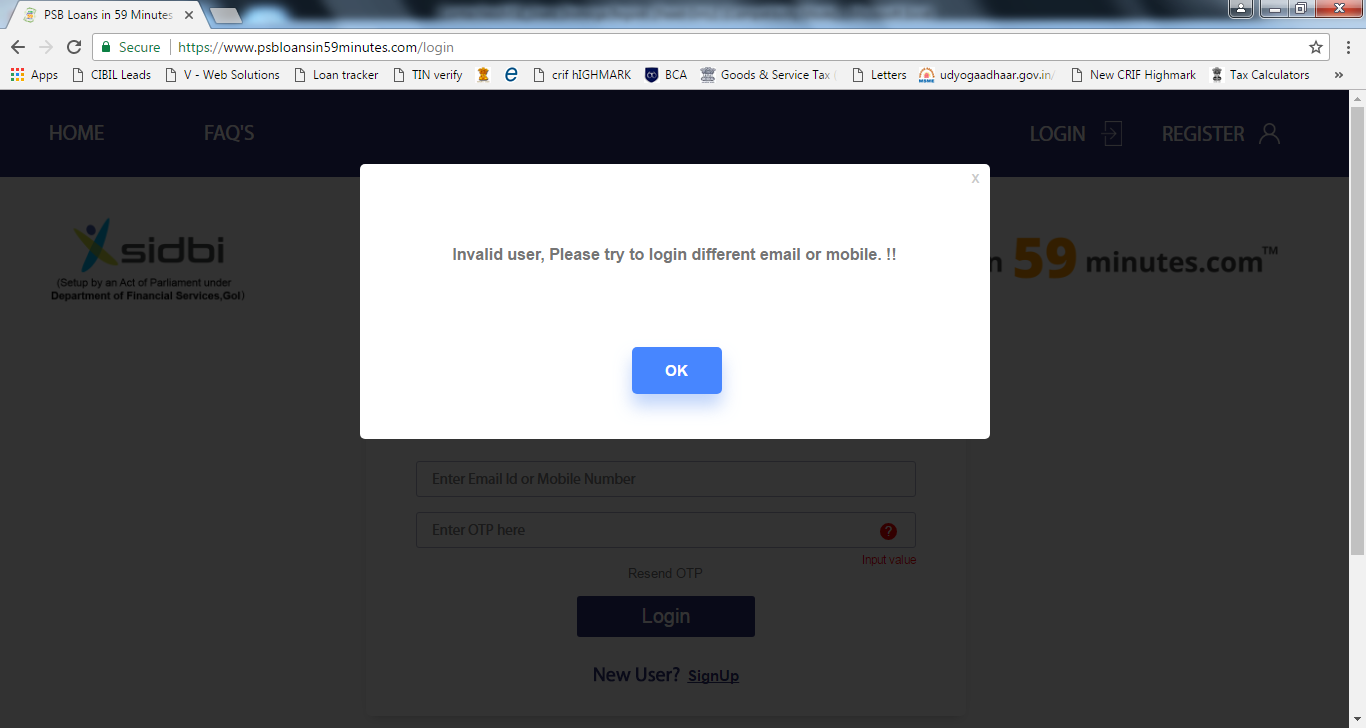 PSB Loans in 59 Minutes
Secure https://www.psbloansin59minutes.com/login
Apps CIBIL Leads V - Web Solutions Loan tracker TIN verify crif hIGHMARK BCA Goods & Service Tax ( Letters udyogaadhaar.gov.in/ New CRIF Highmark Tax Calculators »
HOME FAQ'S LOGIN REGISTER
x
sidbi
(Setup by an Act of Parliament under
Department of Financial Services,GoI)
n 59 minutes.com™
Invalid user, Please try to login different email or mobile. !!
OK
Enter Email Id or Mobile Number
Enter OTP here ?
Input value
Resend OTP
Login
New User? SignUp